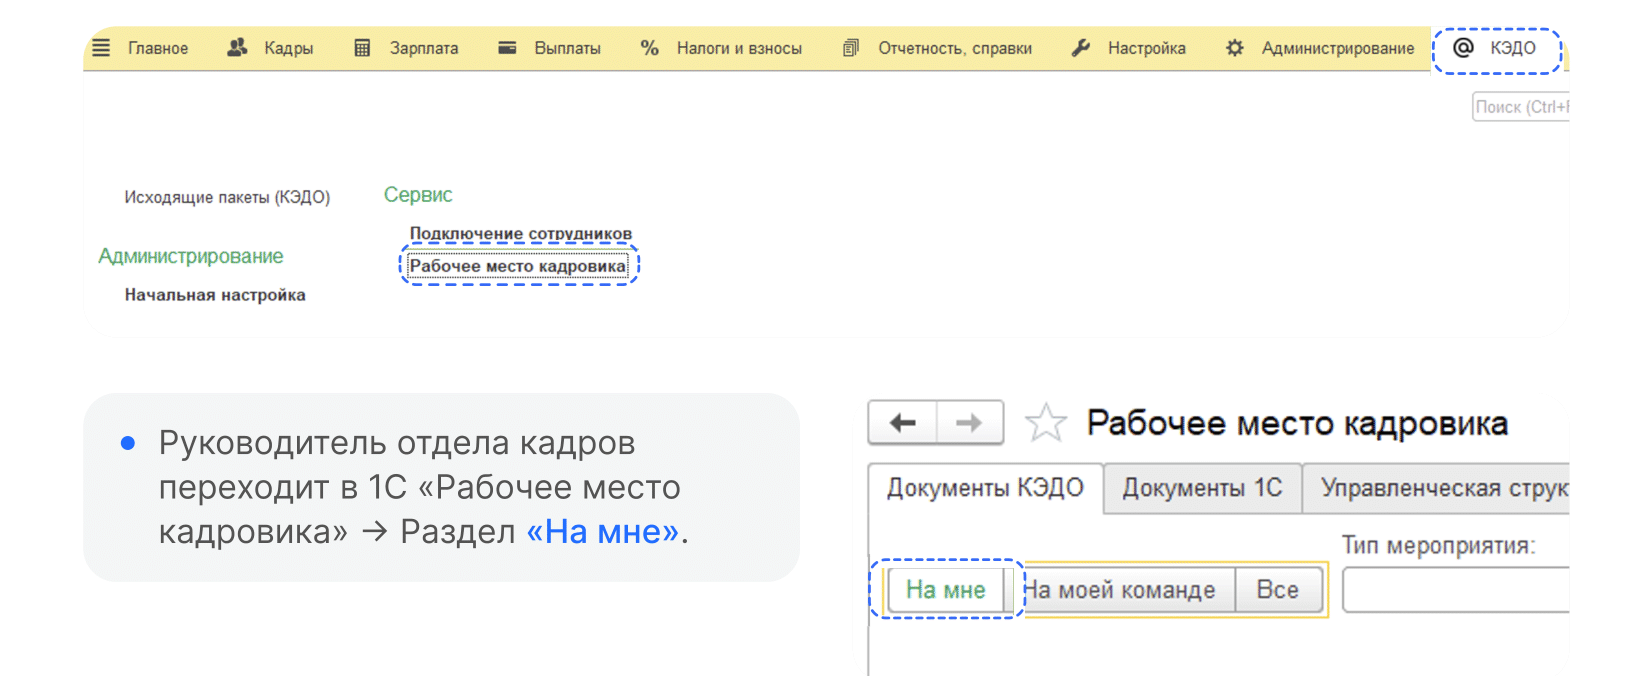 Главное Кадры Зарплата Выплаты % Налоги и взносы Отчетность, справки Настройка Администрирование @ КЭДО
Поиск (Ctrl+F
Исходящие пакеты (КЭДО)
Сервис
Подключение сотрудников
Рабочее место кадровика
Администрирование
Начальная настройка
• Руководитель отдела кадров
переходит в 1С «Рабочее место
кадровика» → Раздел «На мне».
← → Рабочее место кадровика
Документы КЭДО Документы 1С Управленческая струк
Тип мероприятия:
На мне На моей команде Все